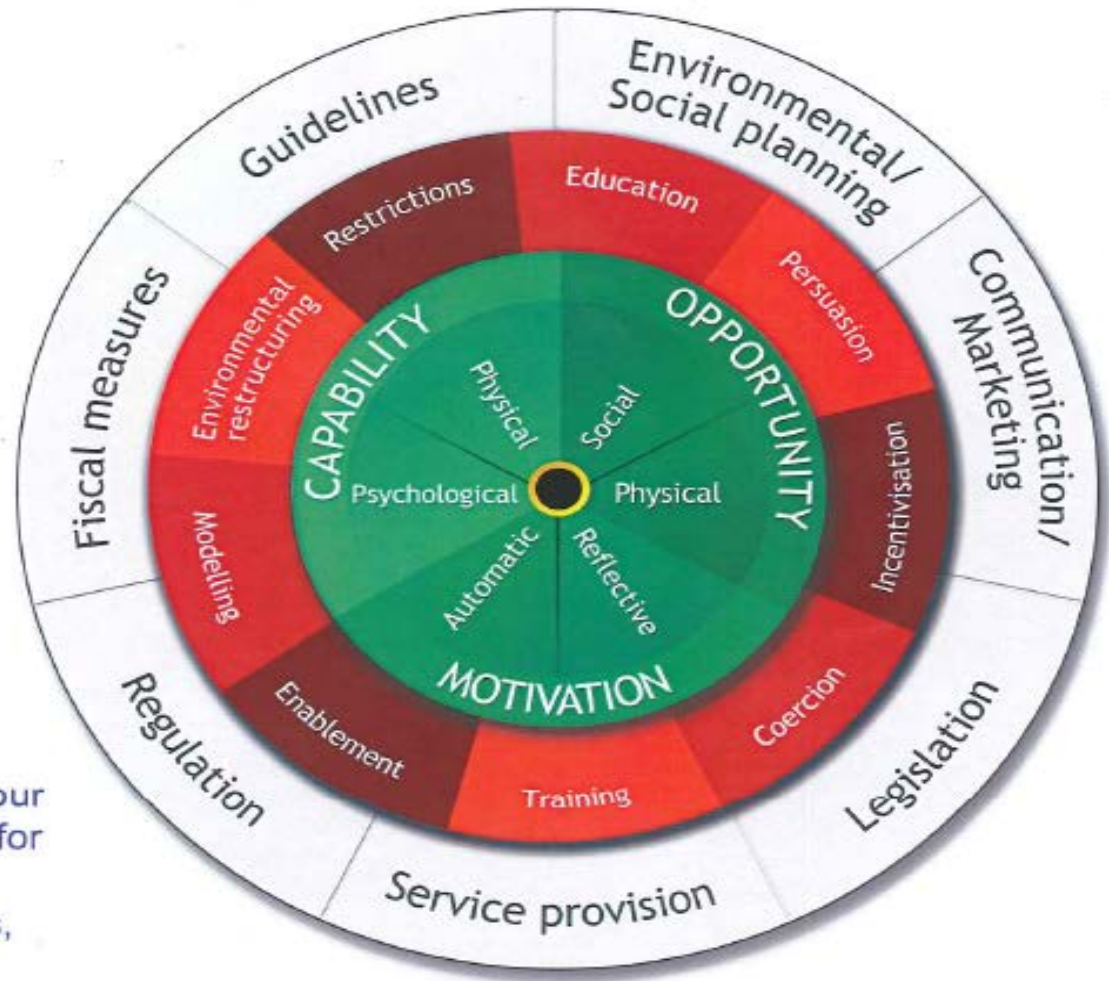 Guidelines
Environmental/
Social planning
Communication/
Marketing
Legislation
Service provision
Regulation
Fiscal measures
Restrictions
Education
Persuasion
Incentivisation
Coercion
Training
Enablement
Modelling
Environmental
restructuring
CAPABILITY
OPPORTUNITY
MOTIVATION
Physical
Social
Psychological
Physical
Automatic
Reflective
our
for